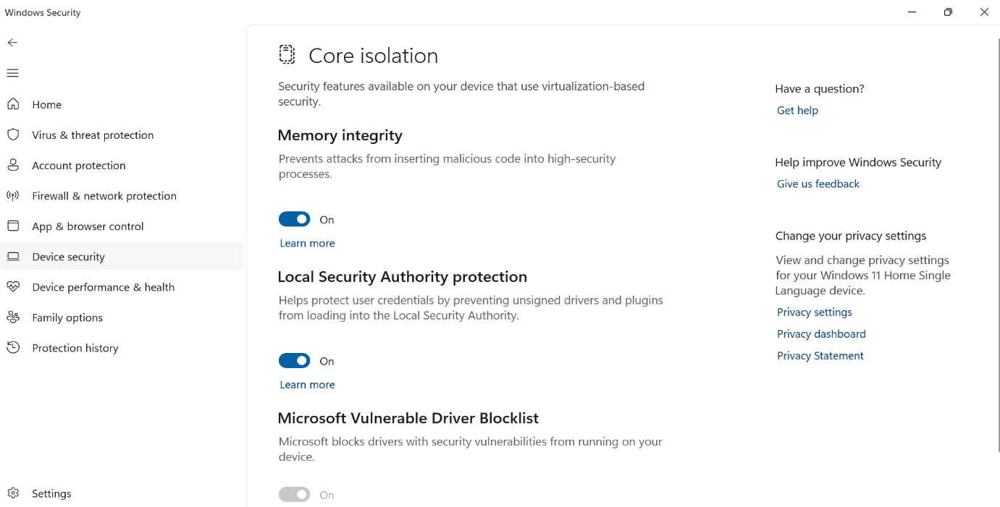 Windows Security
Home
Virus & threat protection
Account protection
Firewall & network protection
App & browser control
Device security
Device performance & health
Family options
Protection history
Settings
Core isolation
Security features available on your device that use virtualization-based
security.
Memory integrity
Prevents attacks from inserting malicious code into high-security
processes.
On
Learn more
Local Security Authority protection
Helps protect user credentials by preventing unsigned drivers and plugins
from loading into the Local Security Authority.
On
Learn more
Microsoft Vulnerable Driver Blocklist
Microsoft blocks drivers with security vulnerabilities from running on your
device.
On
Have a question?
Get help
Help improve Windows Security
Give us feedback
Change your privacy settings
View and change privacy settings
for your Windows 11 Home Single
Language device.
Privacy settings
Privacy dashboard
Privacy Statement